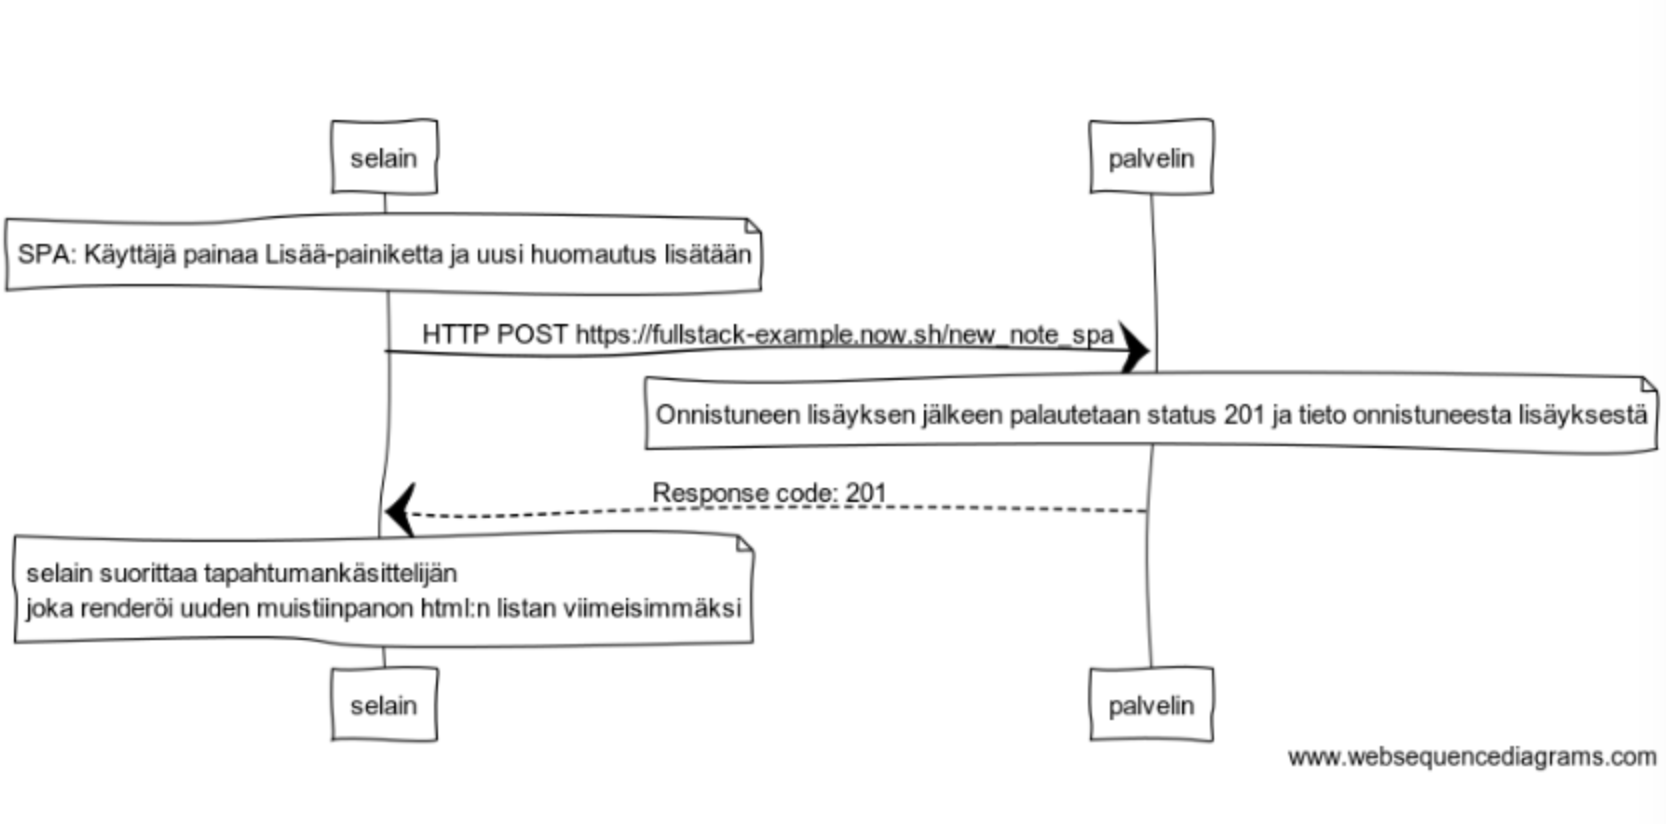 selain
palvelin
SPA: Käyttäjä painaa Lisää-painiketta ja uusi huomautus lisätään
HTTP POST https://fullstack-example.now.sh/new_note_spa
Onnistuneen lisäyksen jälkeen palautetaan status 201 ja tieto onnistuneesta lisäyksestä
Response code: 201
selain suorittaa tapahtumankäsittelijän
joka renderöi uuden muistiinpanon html:n listan viimeisimmäksi
selain
palvelin
www.websequencediagrams.com